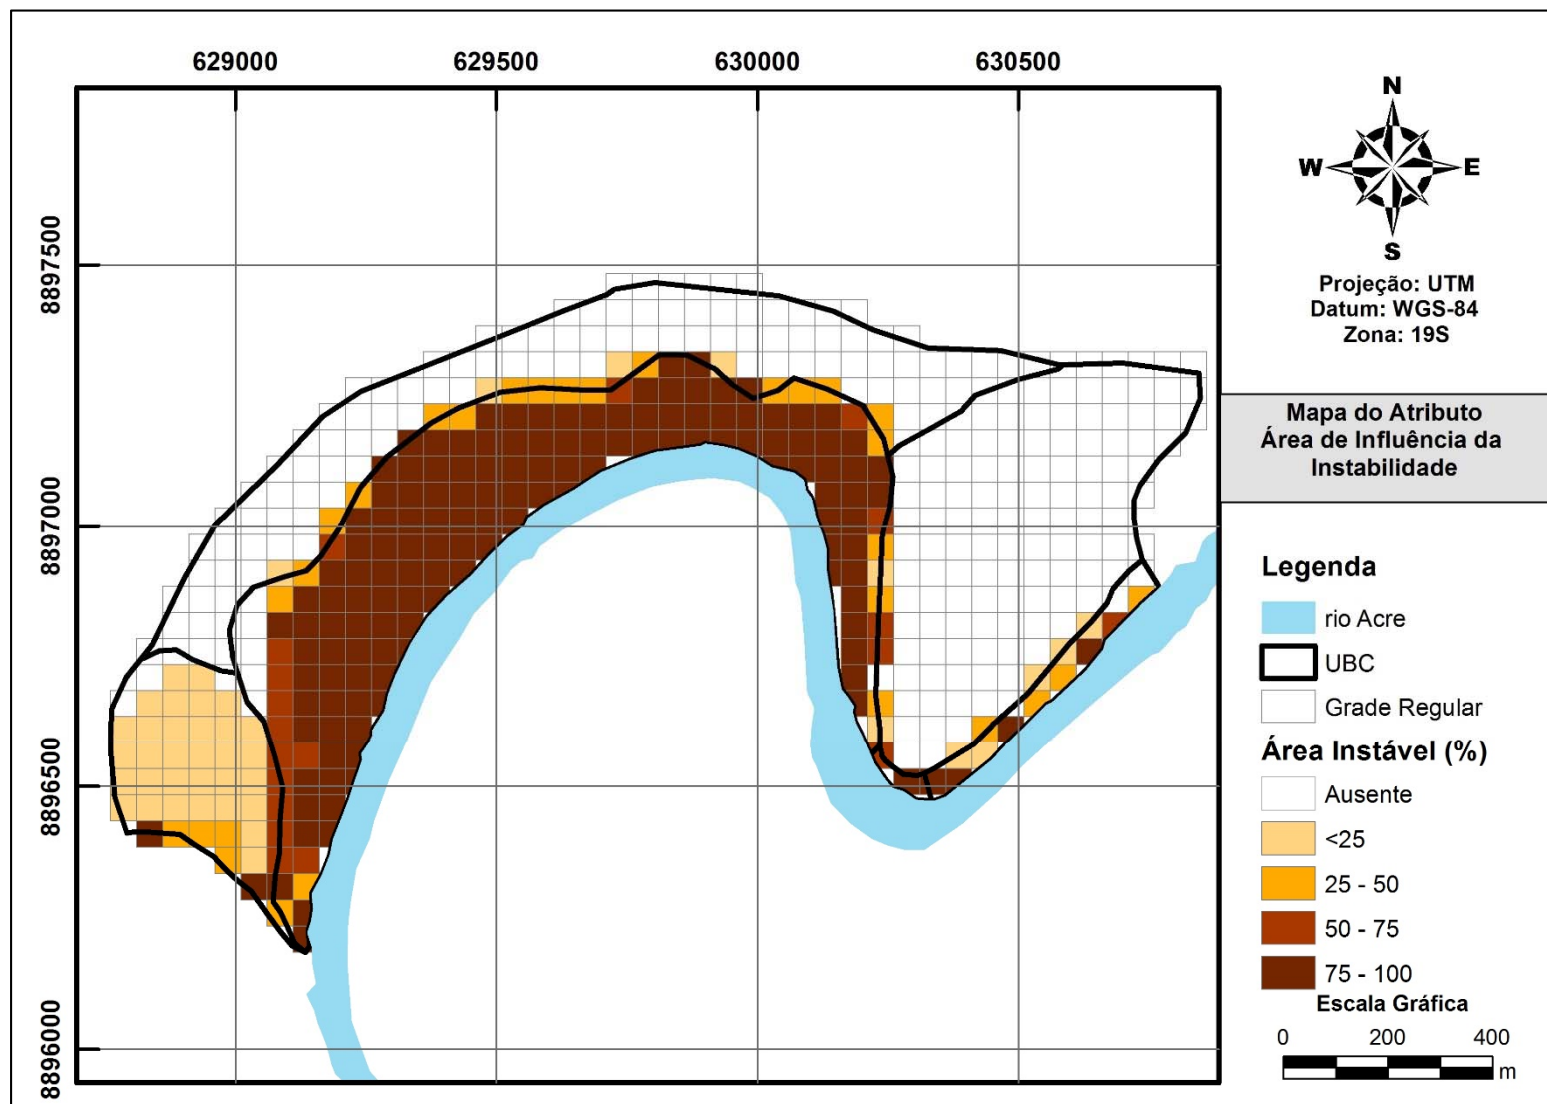 629000 629500 630000 630500
8897500
8897000
8896500
8896000
N
W E
S
Projeção: UTM
Datum: WGS-84
Zona: 19S
Mapa do Atributo
Área de Influência da
Instabilidade
Legenda
rio Acre
UBC
Grade Regular
Área Instável (%)
Ausente
<25
25 - 50
50 - 75
75 - 100
Escala Gráfica
0 200 400
m